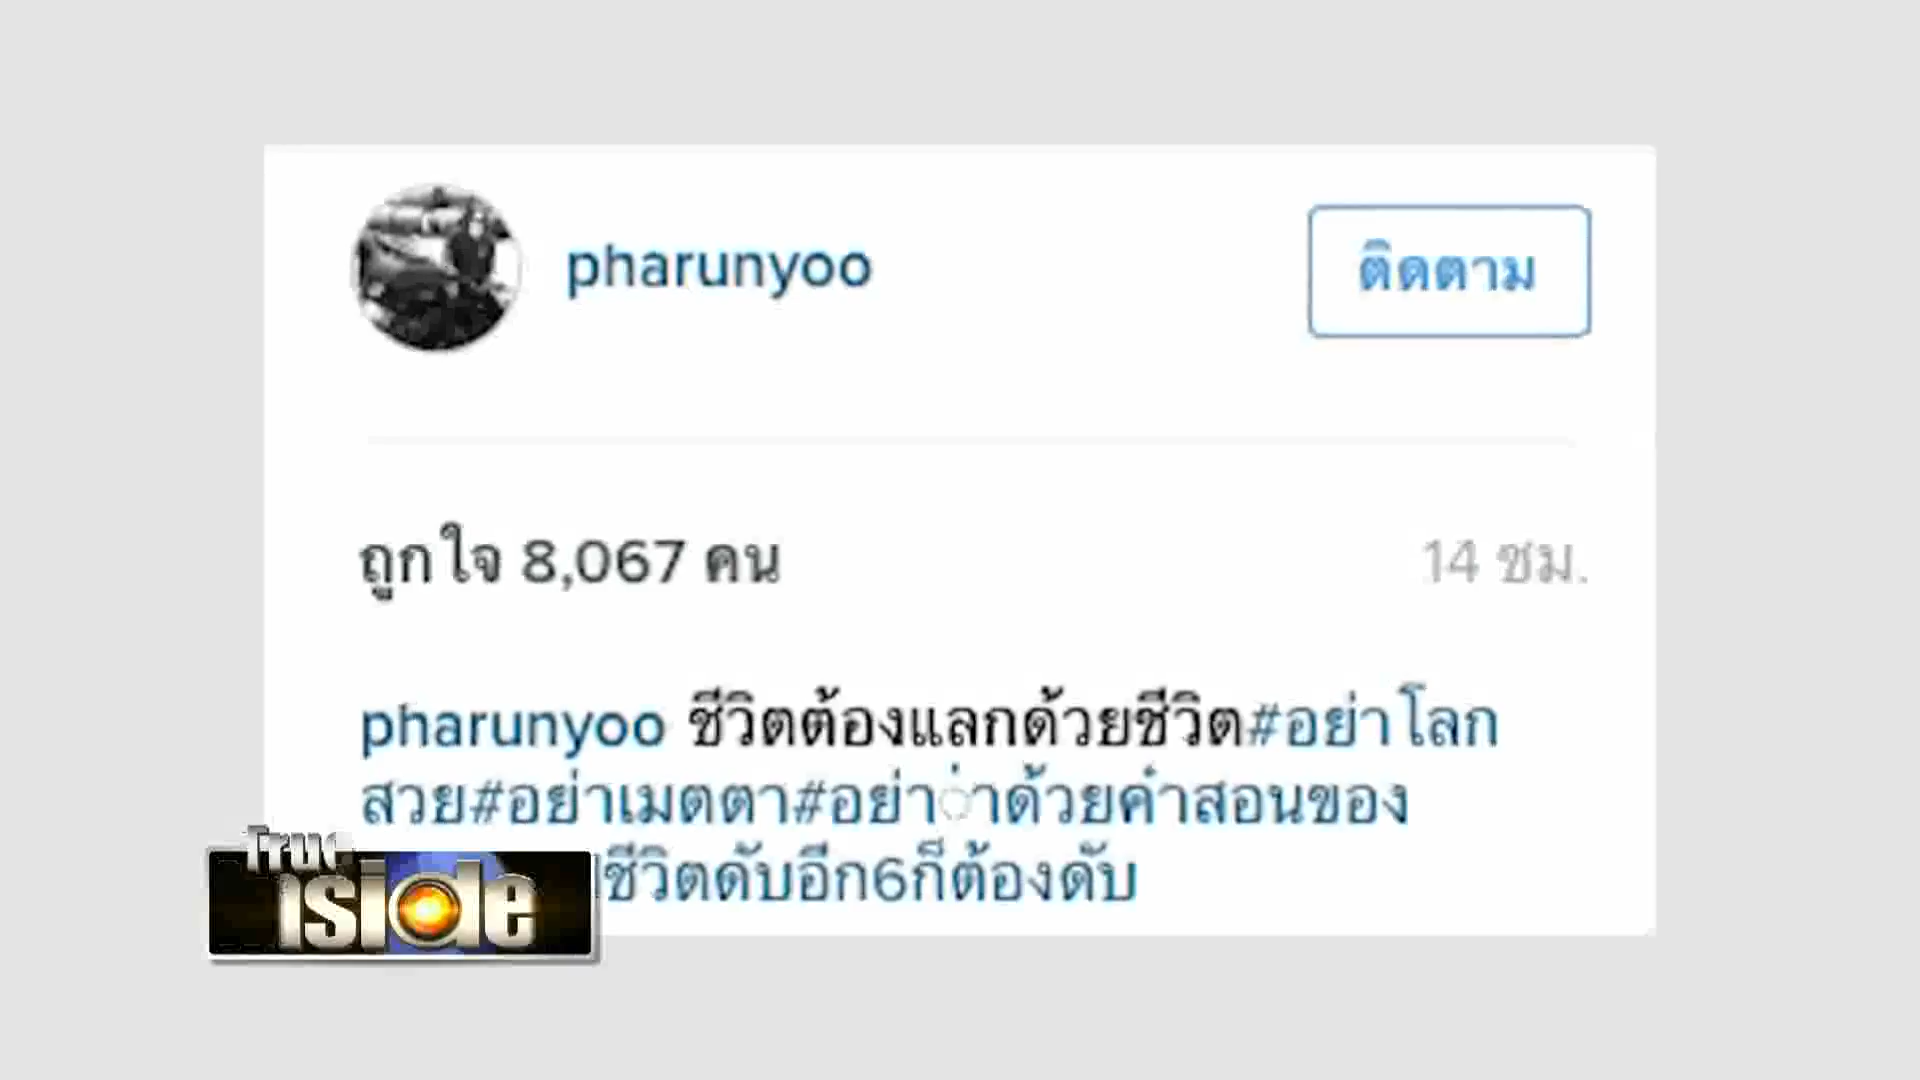 pharunyoo
ติดตาม
ถูกใจ 8,067 คน
14 ชม.
pharunyoo ชีวิตต้องแลกด้วยชีวิต#อย่าโลก
สวย#อย่าเมตตา#อย่า่าด้วยคำสอนของ
ชีวิตดับอีก6ก็ต้องดับ
True
iside